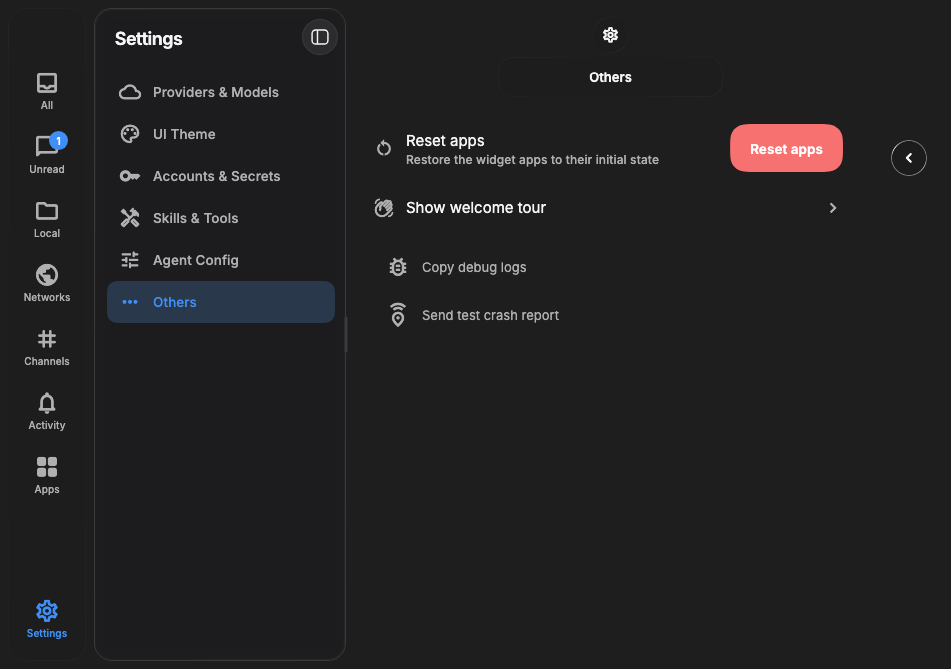 All
1
Unread
Local
Networks
Channels
Activity
Apps
Settings
Settings
Providers & Models
UI Theme
Accounts & Secrets
Skills & Tools
Agent Config
Others
Others
Reset apps
Restore the widget apps to their initial state
Reset apps
Show welcome tour
Copy debug logs
Send test crash report